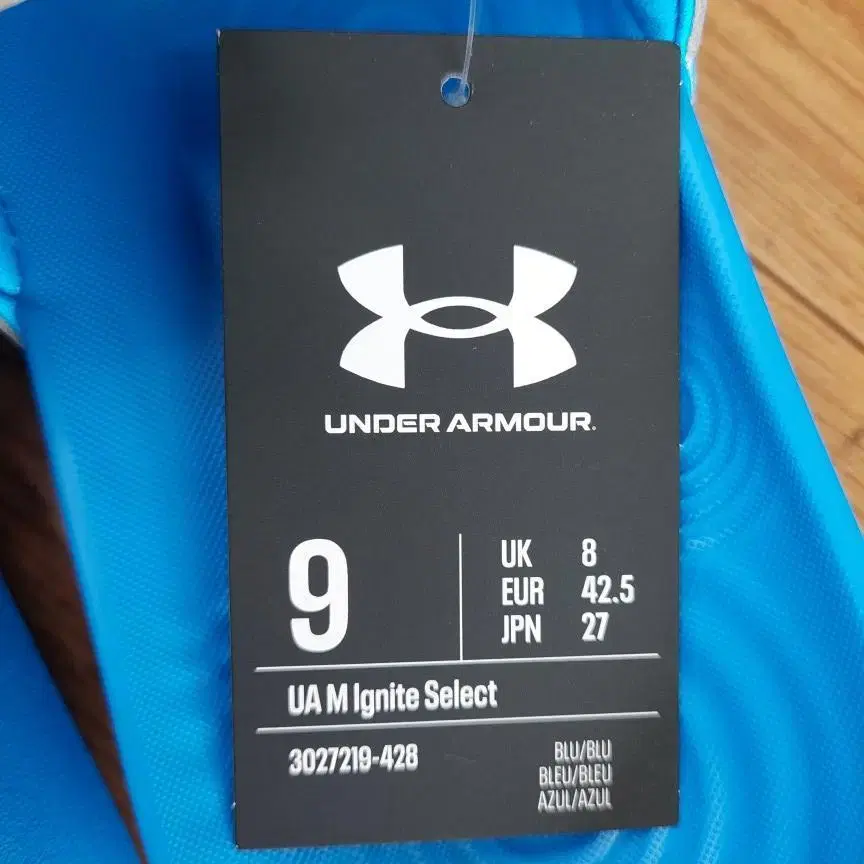 UNDER ARMOUR.
9
UK 8
EUR 42.5
JPN 27
UA M Ignite Select
3027219-428
BLU/BLU
BLEU/BLEU
AZUL/AZUL